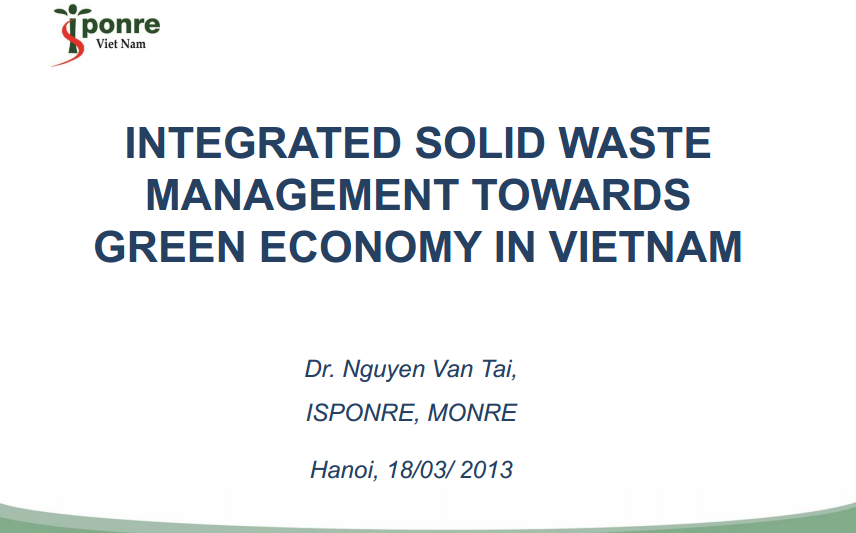 isponre
Viet Nam
INTEGRATED SOLID WASTE
MANAGEMENT TOWARDS
GREEN ECONOMY IN VIETNAM
Dr. Nguyen Van Tai,
ISPONRE, MONRE
Hanoi, 18/03/ 2013